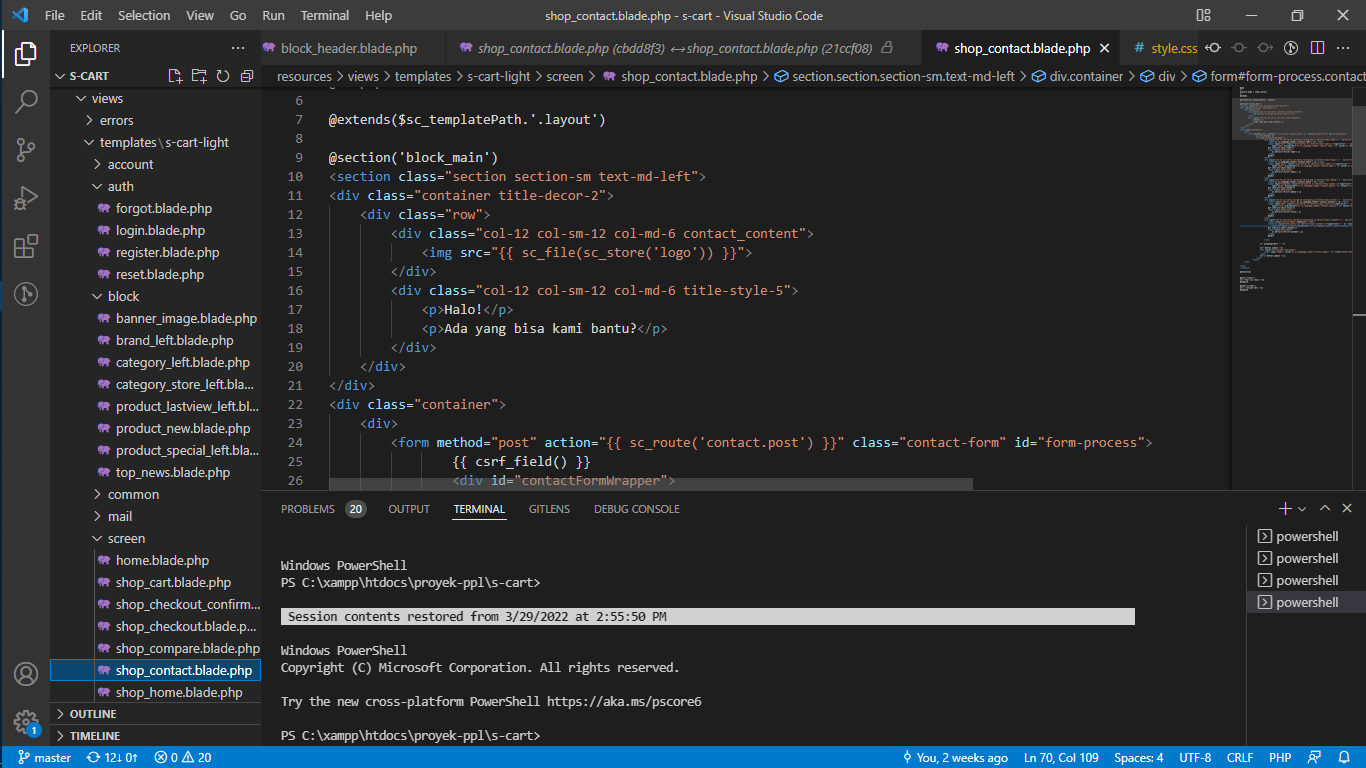 File Edit Selection View Go Run Terminal Help shop_contact.blade.php - s-cart - Visual Studio Code
EXPLORER
block_header.blade.php shop_contact.blade.php (cbdd8f3) ↔ shop_contact.blade.php (21ccf08) shop_contact.blade.php # style.css
S-CART
resources > views > templates > s-cart-light > screen > shop_contact.blade.php > section.section.section-sm.text-md-left > div.container > div > form#form-process.contact
views
errors
templates\s-cart-light
account
auth
forgot.blade.php
login.blade.php
register.blade.php
reset.blade.php
block
banner_image.blade.php
brand_left.blade.php
category_left.blade.php
category_store_left.bla...
product_lastview_left.bl...
product_new.blade.php
product_special_left.bla...
top_news.blade.php
common
mail
screen
home.blade.php
shop_cart.blade.php
shop_checkout_confirm...
shop_checkout.blade.p...
shop_compare.blade.php
shop_contact.blade.php
shop_home.blade.php
OUTLINE
TIMELINE
6
7 @extends($sc_templatePath.'.layout')
8
9 @section('block_main')
10 <section class="section section-sm text-md-left">
11 <div class="container title-decor-2">
12 <div class="row">
13 <div class="col-12 col-sm-12 col-md-6 contact_content">
14 <img src="{{ sc_file(sc_store('logo')) }}">
15 </div>
16 <div class="col-12 col-sm-12 col-md-6 title-style-5">
17 <p>Halo!</p>
18 <p>Ada yang bisa kami bantu?</p>
19 </div>
20 </div>
21 </div>
22 <div class="container">
23 <div>
24 <form method="post" action="{{ sc_route('contact.post') }}" class="contact-form" id="form-process">
25 {{ csrf_field() }}
26 <div id="contactFormWrapper">
PROBLEMS 20 OUTPUT TERMINAL GITLENS DEBUG CONSOLE
Windows PowerShell
PS C:\xampp\htdocs\proyek-ppl\s-cart>
Session contents restored from 3/29/2022 at 2:55:50 PM
Windows PowerShell
Copyright (C) Microsoft Corporation. All rights reserved.
Try the new cross-platform PowerShell https://aka.ms/pscore6
PS C:\xampp\htdocs\proyek-ppl\s-cart>
powershell
powershell
powershell
powershell
1
master 12↓ 0↑ 0 20 You, 2 weeks ago Ln 70, Col 109 Spaces: 4 UTF-8 CRLF PHP